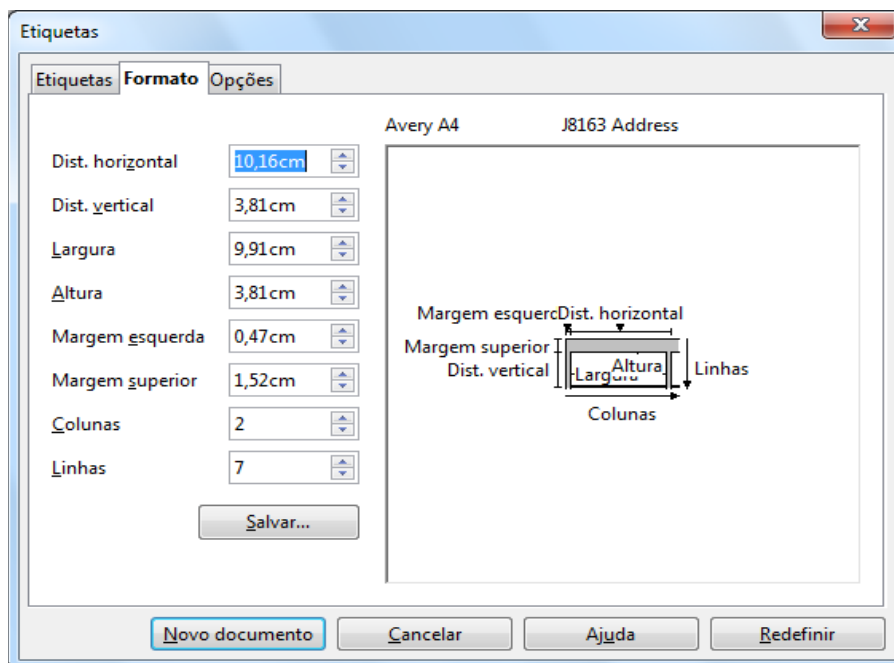 Etiquetas
Etiquetas Formato Opções
Avery A4 J8163 Address
Dist. horizontal 10,16cm
Dist. vertical 3,81cm
Largura 9,91cm
Altura 3,81cm
Margem esquerda 0,47cm
Margem superior 1,52cm
Colunas 2
Linhas 7
Salvar...
Margem esquerc Dist. horizontal
Margem superior
Dist. vertical
Altura
Largura
Linhas
Colunas
Novo documento Cancelar Ajuda Redefinir